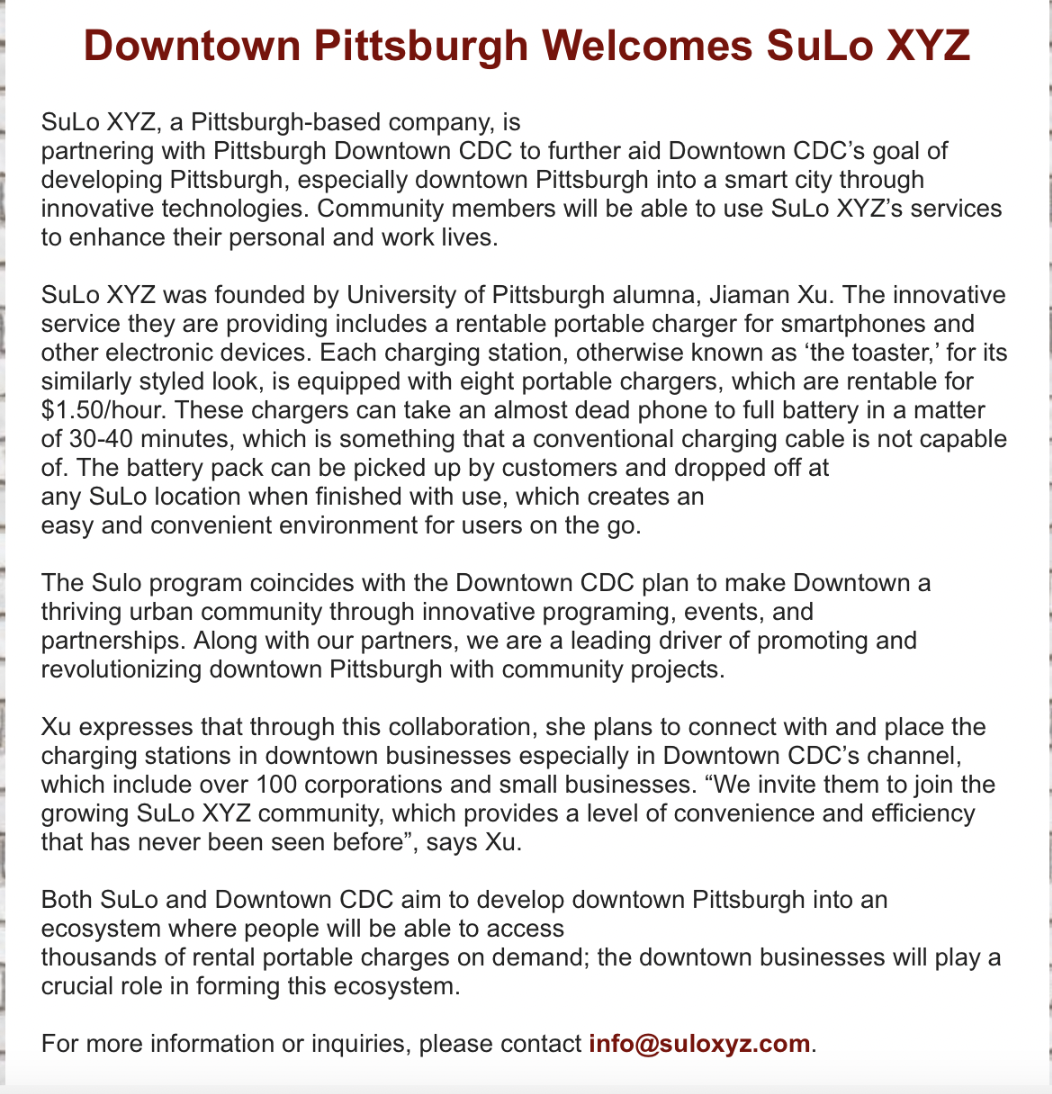 Downtown Pittsburgh Welcomes SuLo XYZ
SuLo XYZ, a Pittsburgh-based company, is
partnering with Pittsburgh Downtown CDC to further aid Downtown CDC’s goal of
developing Pittsburgh, especially downtown Pittsburgh into a smart city through
innovative technologies. Community members will be able to use SuLo XYZ’s services
to enhance their personal and work lives.
SuLo XYZ was founded by University of Pittsburgh alumna, Jiaman Xu. The innovative
service they are providing includes a rentable portable charger for smartphones and
other electronic devices. Each charging station, otherwise known as ‘the toaster,’ for its
similarly styled look, is equipped with eight portable chargers, which are rentable for
$1.50/hour. These chargers can take an almost dead phone to full battery in a matter
of 30-40 minutes, which is something that a conventional charging cable is not capable
of. The battery pack can be picked up by customers and dropped off at
any SuLo location when finished with use, which creates an
easy and convenient environment for users on the go.
The Sulo program coincides with the Downtown CDC plan to make Downtown a
thriving urban community through innovative programing, events, and
partnerships. Along with our partners, we are a leading driver of promoting and
revolutionizing downtown Pittsburgh with community projects.
Xu expresses that through this collaboration, she plans to connect with and place the
charging stations in downtown businesses especially in Downtown CDC’s channel,
which include over 100 corporations and small businesses. “We invite them to join the
growing SuLo XYZ community, which provides a level of convenience and efficiency
that has never been seen before”, says Xu.
Both SuLo and Downtown CDC aim to develop downtown Pittsburgh into an
ecosystem where people will be able to access
thousands of rental portable charges on demand; the downtown businesses will play a
crucial role in forming this ecosystem.
For more information or inquiries, please contact info@suloxyz.com.